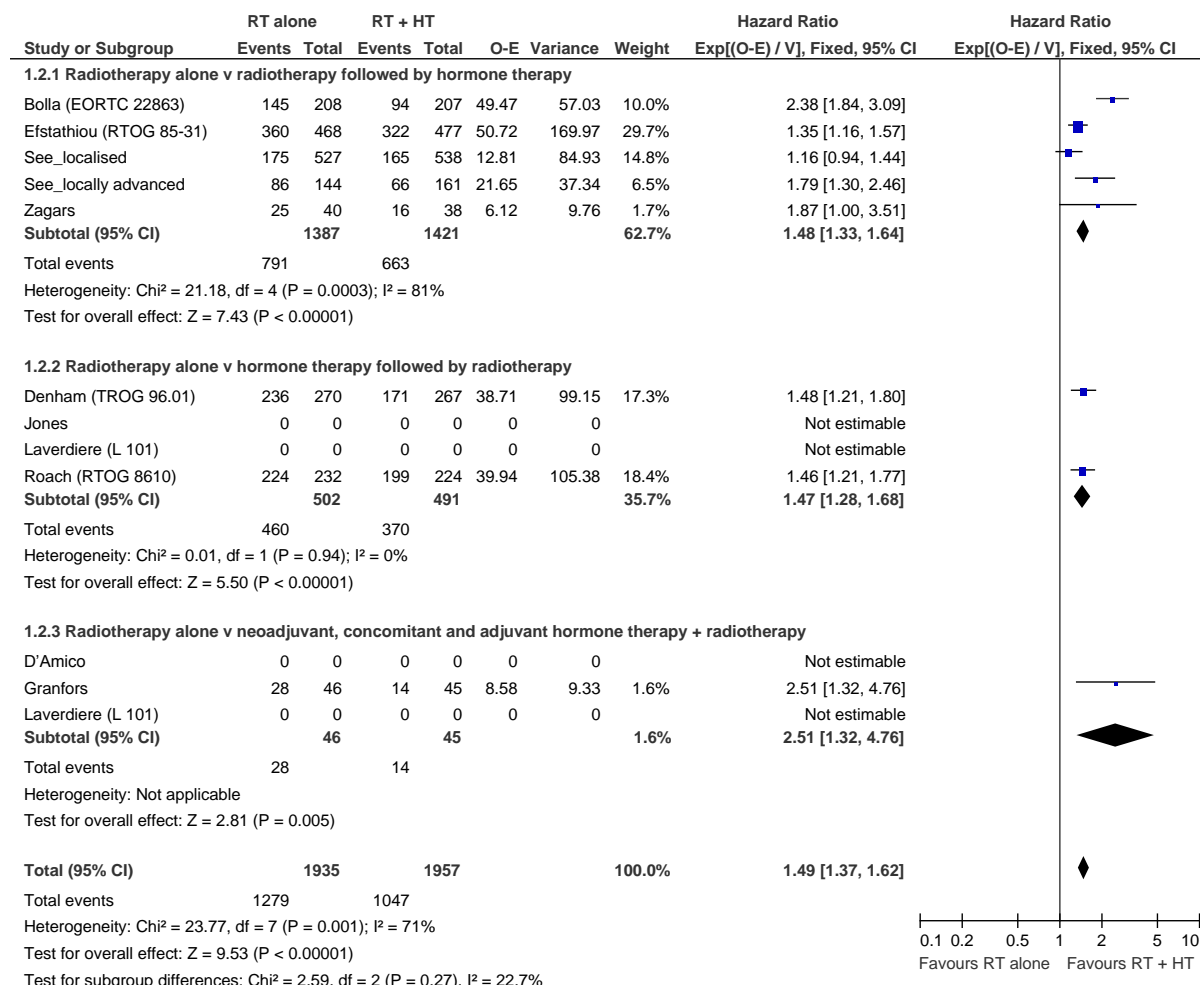 RT alone RT + HT Hazard Ratio Hazard Ratio
Study or Subgroup Events Total Events Total O-E Variance Weight Exp[(O-E) / V], Fixed, 95% CI Exp[(O-E) / V], Fixed, 95% CI
1.2.1 Radiotherapy alone v radiotherapy followed by hormone therapy
Bolla (EORTC 22863) 145 208 94 207 49.47 57.03 10.0% 2.38 [1.84, 3.09]
Efstathiou (RTOG 85-31) 360 468 322 477 50.72 169.97 29.7% 1.35 [1.16, 1.57]
See_localised 175 527 165 538 12.81 84.93 14.8% 1.16 [0.94, 1.44]
See_locally advanced 86 144 66 161 21.65 37.34 6.5% 1.79 [1.30, 2.46]
Zagars 25 40 16 38 6.12 9.76 1.7% 1.87 [1.00, 3.51]
Subtotal (95% CI) 1387 1421 62.7% 1.48 [1.33, 1.64]
Total events 791 663
Heterogeneity: Chi² = 21.18, df = 4 (P = 0.0003); I² = 81%
Test for overall effect: Z = 7.43 (P < 0.00001)
1.2.2 Radiotherapy alone v hormone therapy followed by radiotherapy
Denham (TROG 96.01) 236 270 171 267 38.71 99.15 17.3% 1.48 [1.21, 1.80]
Jones 0 0 0 0 0 0 Not estimable
Laverdiere (L 101) 0 0 0 0 0 0 Not estimable
Roach (RTOG 8610) 224 232 199 224 39.94 105.38 18.4% 1.46 [1.21, 1.77]
Subtotal (95% CI) 502 491 35.7% 1.47 [1.28, 1.68]
Total events 460 370
Heterogeneity: Chi² = 0.01, df = 1 (P = 0.94); I² = 0%
Test for overall effect: Z = 5.50 (P < 0.00001)
1.2.3 Radiotherapy alone v neoadjuvant, concomitant and adjuvant hormone therapy + radiotherapy
D'Amico 0 0 0 0 0 0 Not estimable
Granfors 28 46 14 45 8.58 9.33 1.6% 2.51 [1.32, 4.76]
Laverdiere (L 101) 0 0 0 0 0 0 Not estimable
Subtotal (95% CI) 46 45 1.6% 2.51 [1.32, 4.76]
Total events 28 14
Heterogeneity: Not applicable
Test for overall effect: Z = 2.81 (P = 0.005)
Total (95% CI) 1935 1957 100.0% 1.49 [1.37, 1.62]
Total events 1279 1047
Heterogeneity: Chi² = 23.77, df = 7 (P = 0.001); I² = 71%
Test for overall effect: Z = 9.53 (P < 0.00001)
Test for subgroup differences: Chi² = 2.59, df = 2 (P = 0.27), I² = 22.7%
0.1 0.2 0.5 1 2 5 10
Favours RT alone Favours RT + HT